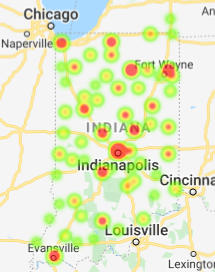 Chicago
Naperville
Fort Wayne
INDIANA
Indianapolis
Cincinna
Louisville
Evansville
Lexington